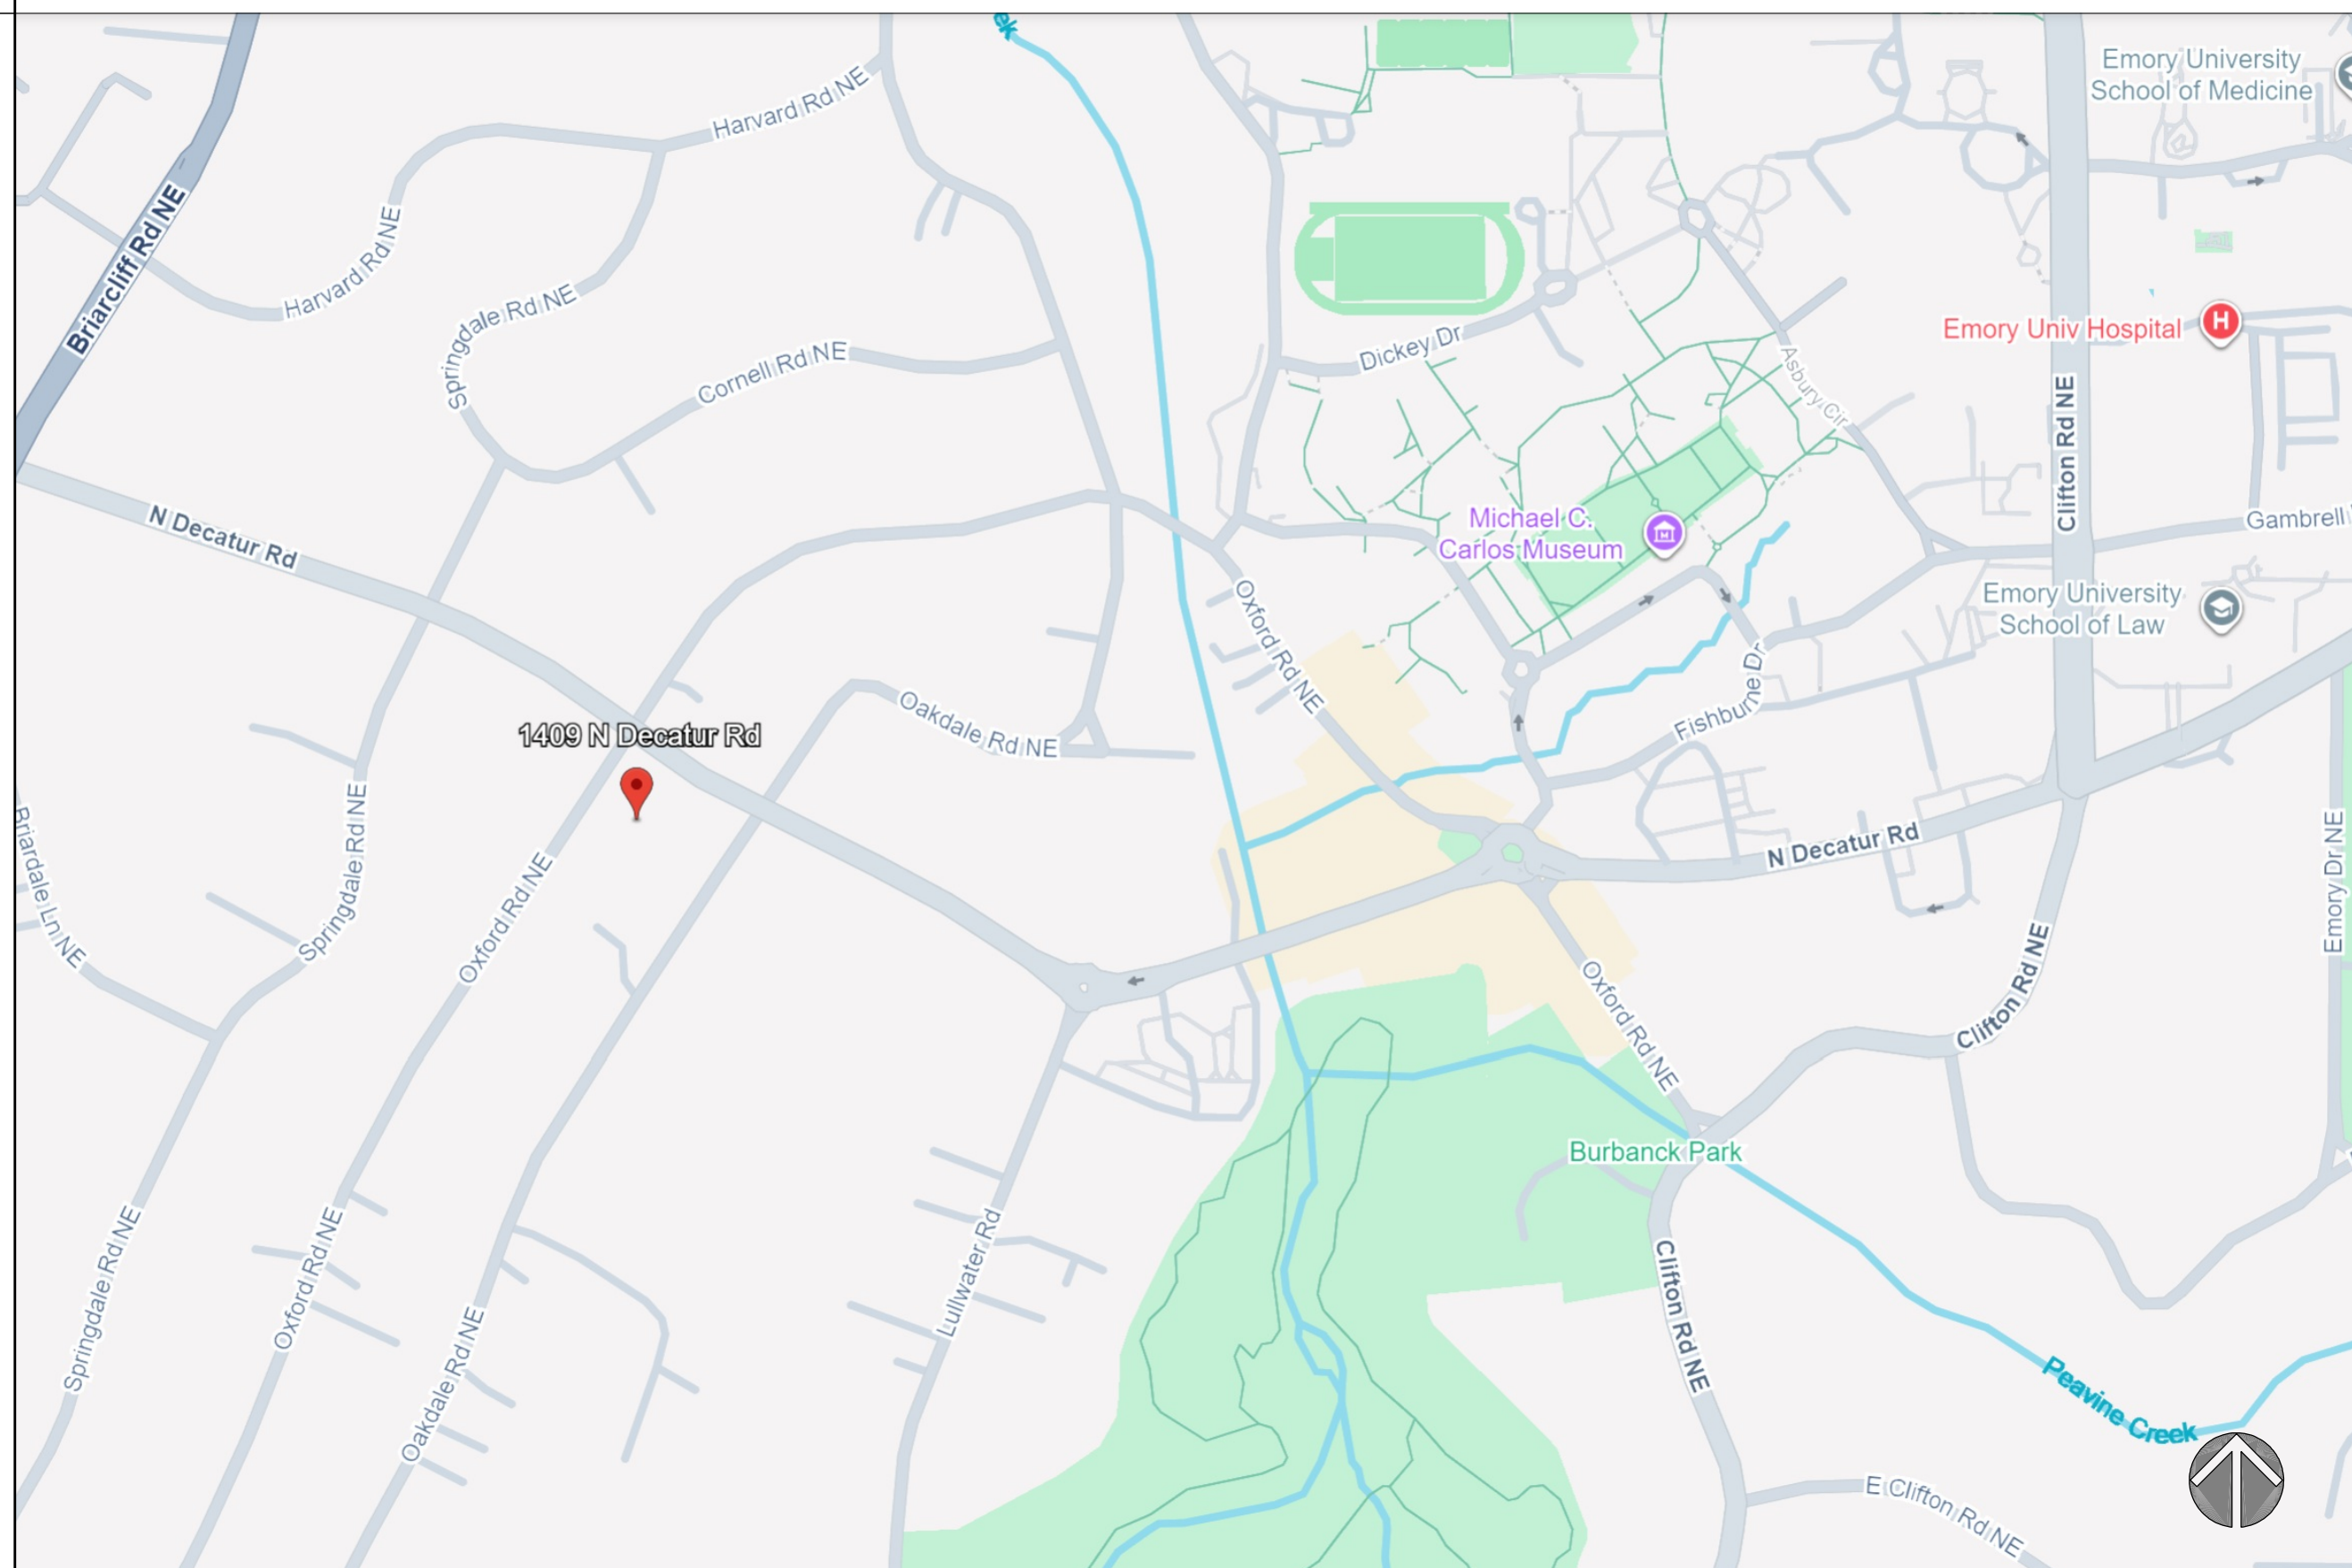 ek
Emory University
School of Medicine
Harvard Rd NE
Briarcliff Rd NE
Harvard Rd NE
Springdale Rd NE
Cornell Rd NE
Dickey Dr
Emory Univ Hospital
H
Asbury Cir
Clifton Rd NE
N Decatur Rd
Michael C.
Carlos Museum
Gambrell
Emory University
School of Law
Oxford Rd NE
Oakdale Rd NE
Fishburne Dr
1409 N Decatur Rd
N Decatur Rd
Briardale Ln NE
Springdale Rd NE
Oxford Rd NE
Emory Dr NE
Oxford Rd NE
Clifton Rd NE
Burbanck Park
Springdale Rd NE
Oxford Rd NE
Oakdale Rd NE
Lullwater Rd
Clifton Rd NE
Peavine Creek
E Clifton Rd NE